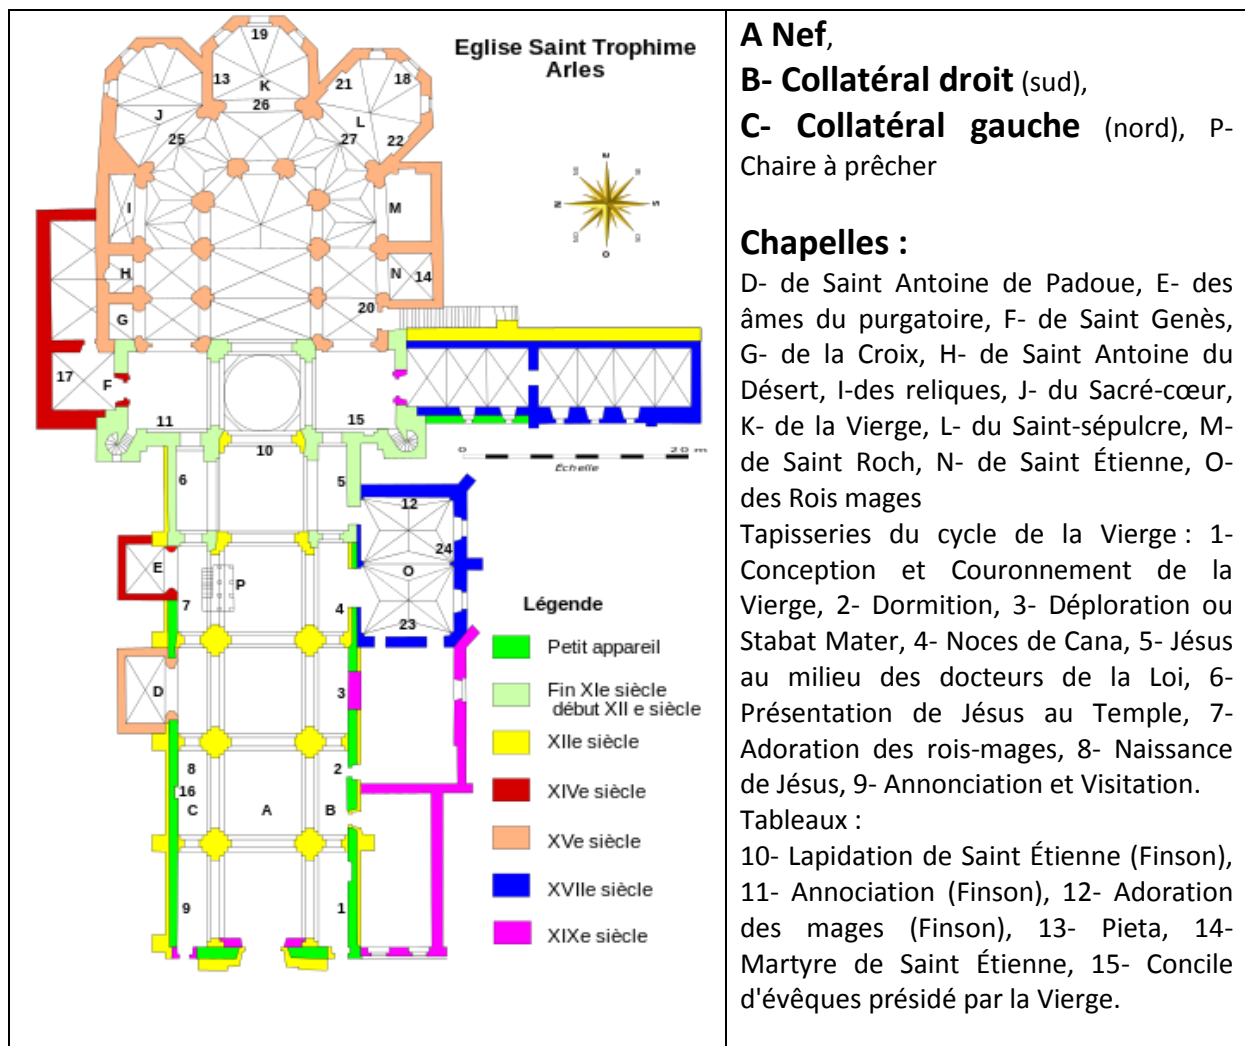 Eglise Saint Trophime
Arles
19
13
K
21
18
26
J
L
25
27
22
I
M
H
N
14
G
20
17
F
11
15
10
0
20 m
Échelle
6
5
12
24
E
O
P
7
4
23
D
3
8
2
16
C
A
B
9
1
N
S
O
Légende
Petit appareil
Fin XIe siècle
début XII e siècle
XIIe siècle
XIVe siècle
XVe siècle
XVIIe siècle
XIXe siècle
A Nef,
B- Collatéral droit (sud),
C- Collatéral gauche (nord), P-
Chaire à prêcher
Chapelles :
D- de Saint Antoine de Padoue, E- des
âmes du purgatoire, F- de Saint Genès,
G- de la Croix, H- de Saint Antoine du
Désert, I-des reliques, J- du Sacré-cœur,
K- de la Vierge, L- du Saint-sépulcre, M-
de Saint Roch, N- de Saint Étienne, O-
des Rois mages
Tapisseries du cycle de la Vierge : 1-
Conception et Couronnement de la
Vierge, 2- Dormition, 3- Déploration ou
Stabat Mater, 4- Noces de Cana, 5- Jésus
au milieu des docteurs de la Loi, 6-
Présentation de Jésus au Temple, 7-
Adoration des rois-mages, 8- Naissance
de Jésus, 9- Annonciation et Visitation.
Tableaux :
10- Lapidation de Saint Étienne (Finson),
11- Annociation (Finson), 12- Adoration
des mages (Finson), 13- Pieta, 14-
Martyre de Saint Étienne, 15- Concile
d'évêques présidé par la Vierge.